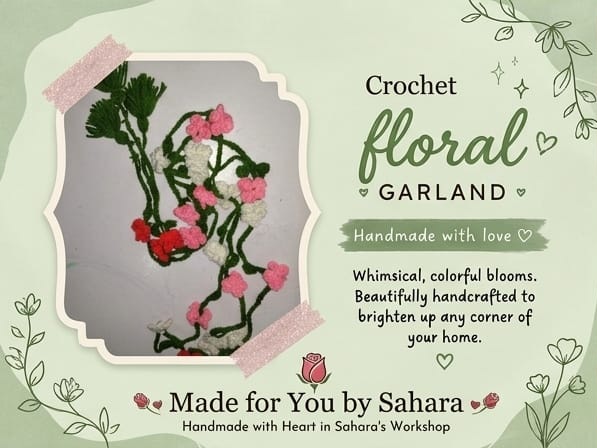 Crochet
floral
GARLAND
Handmade with love
Whimsical, colorful blooms.
Beautifully handcrafted to
brighten up any corner of
your home.
Made for You by Sahara
Handmade with Heart in Sahara's Workshop